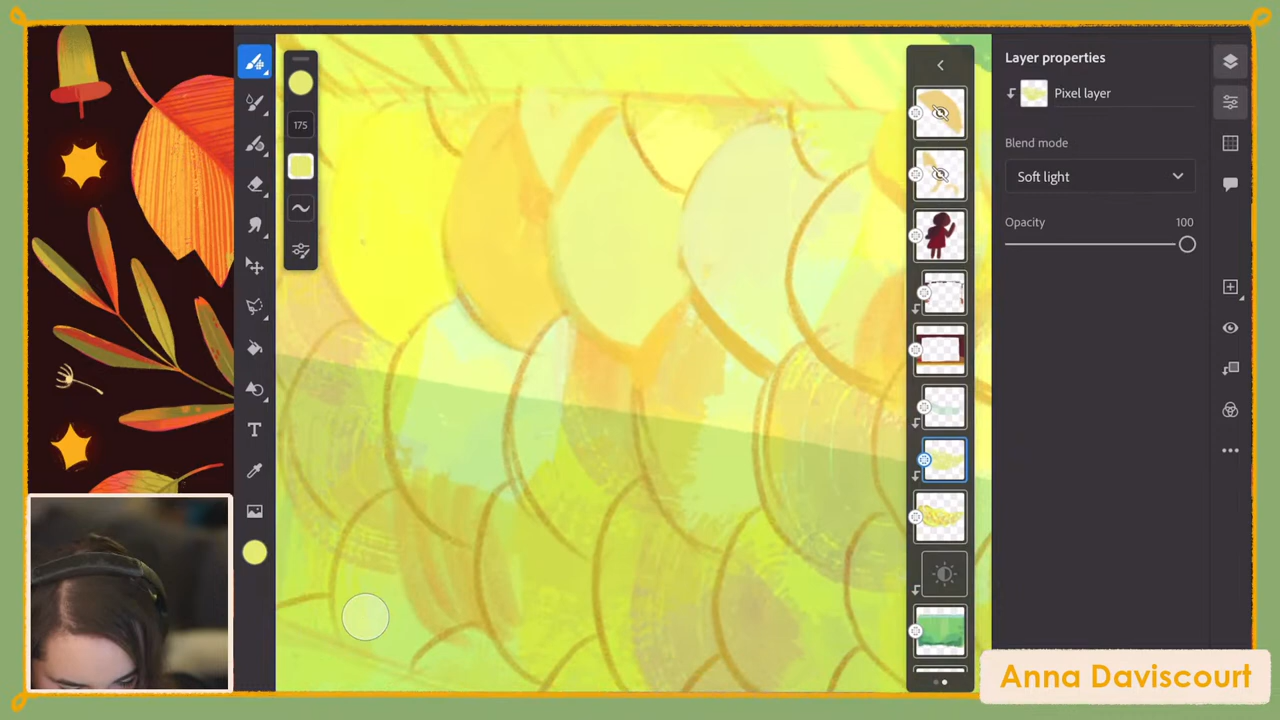 175
Layer properties
Pixel layer
Blend mode
Soft light
Opacity 100
T
Anna Daviscourt